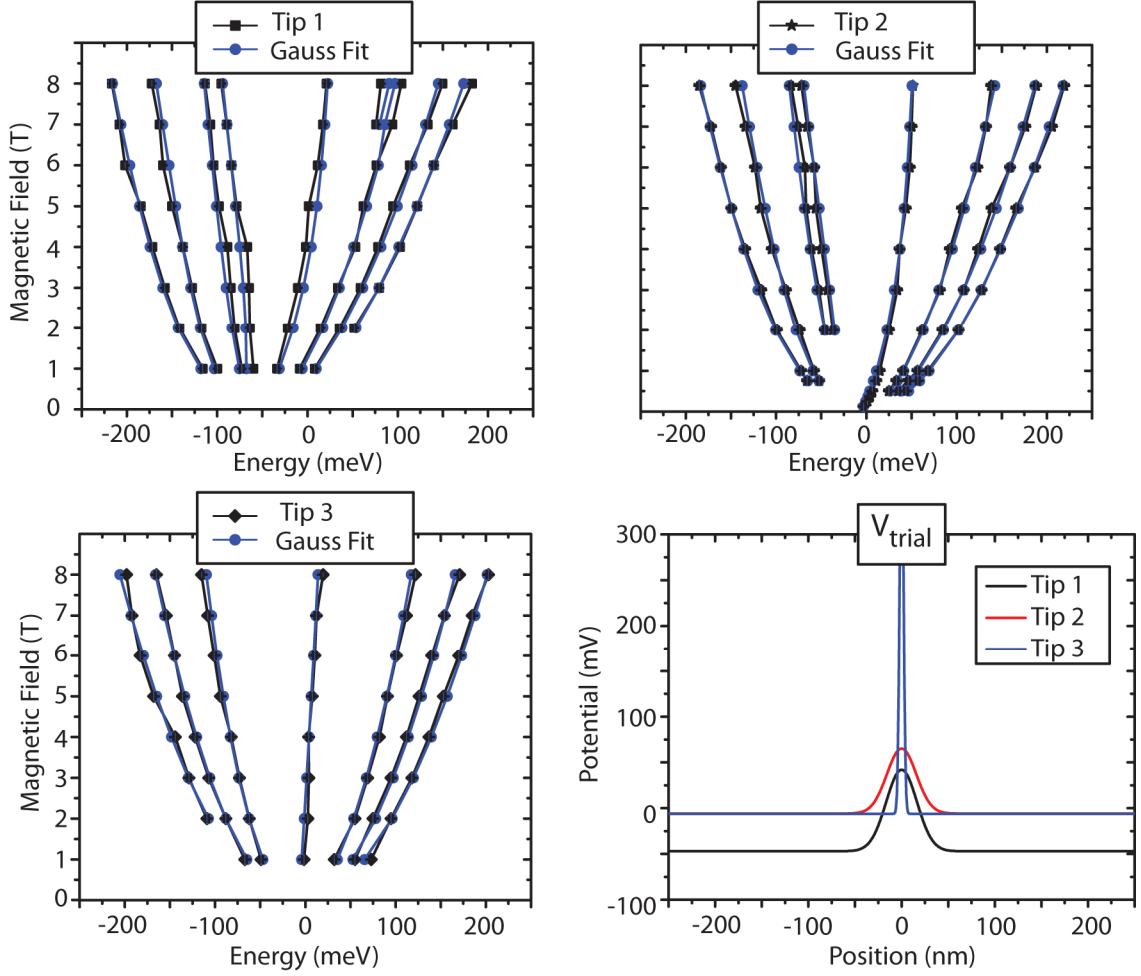 Tip 1
Gauss Fit
Magnetic Field (T)
8
7
6
5
4
3
2
1
0
-200 -100 0 100 200
Energy (meV)
Tip 2
Gauss Fit
-200 -100 0 100 200
Energy (meV)
Tip 3
Gauss Fit
Magnetic Field (T)
8
7
6
5
4
3
2
1
0
-200 -100 0 100 200
Energy (meV)
Vtrial
Tip 1
Tip 2
Tip 3
Potential (mV)
300
200
100
0
-100
-200 -100 0 100 200
Position (nm)